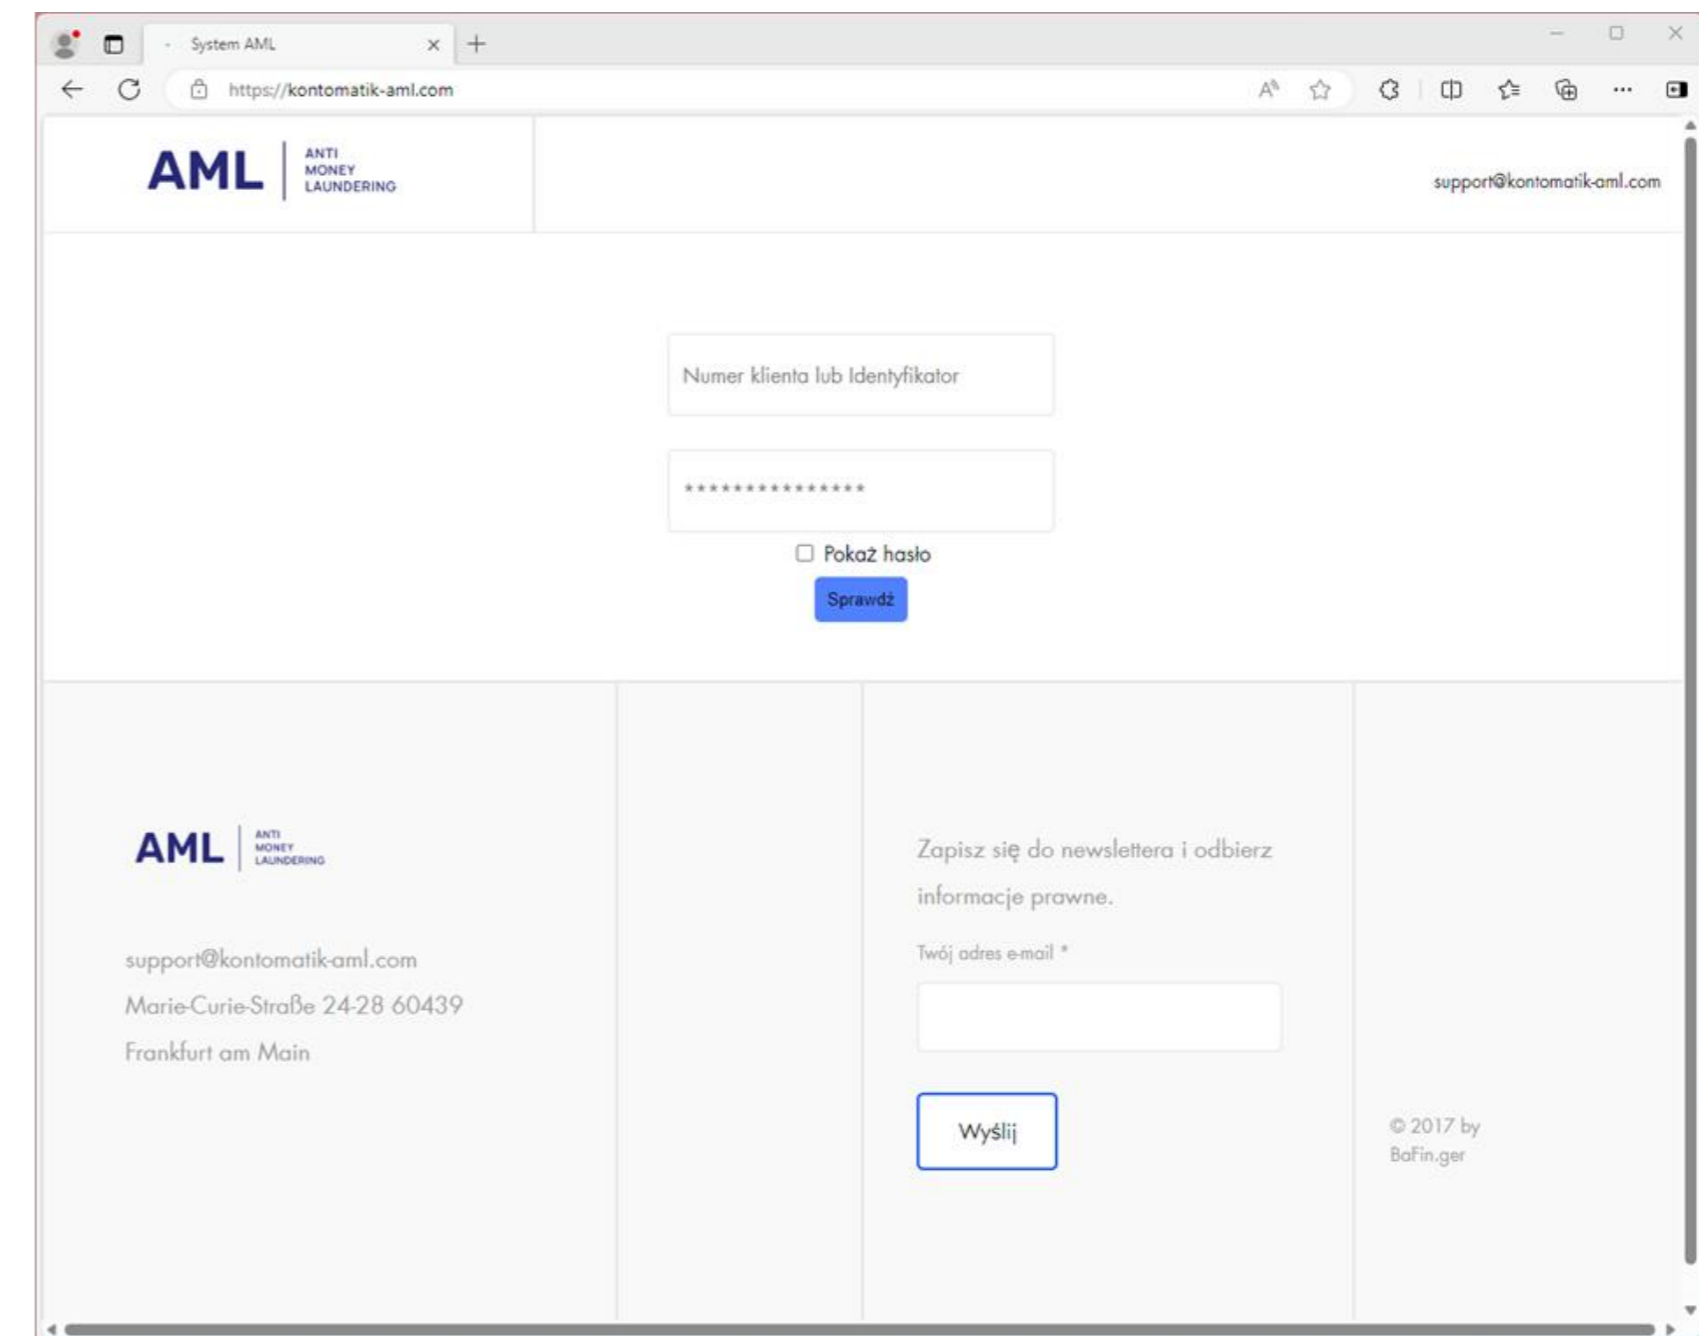 System AML
https://kontomatik-aml.com
AML
ANTI
MONEY
LAUNDERING
support@kontomatik-aml.com
Numer klienta lub Identyfikator
***************
Pokaż hasło
Sprawdź
AML
ANTI
MONEY
LAUNDERING
support@kontomatik-aml.com
Marie-Curie-Straße 24-28 60439
Frankfurt am Main
Zapisz się do newslettera i odbierz
informacje prawne.
Twój adres e-mail *
Wyślij
© 2017 by
BaFin.ger